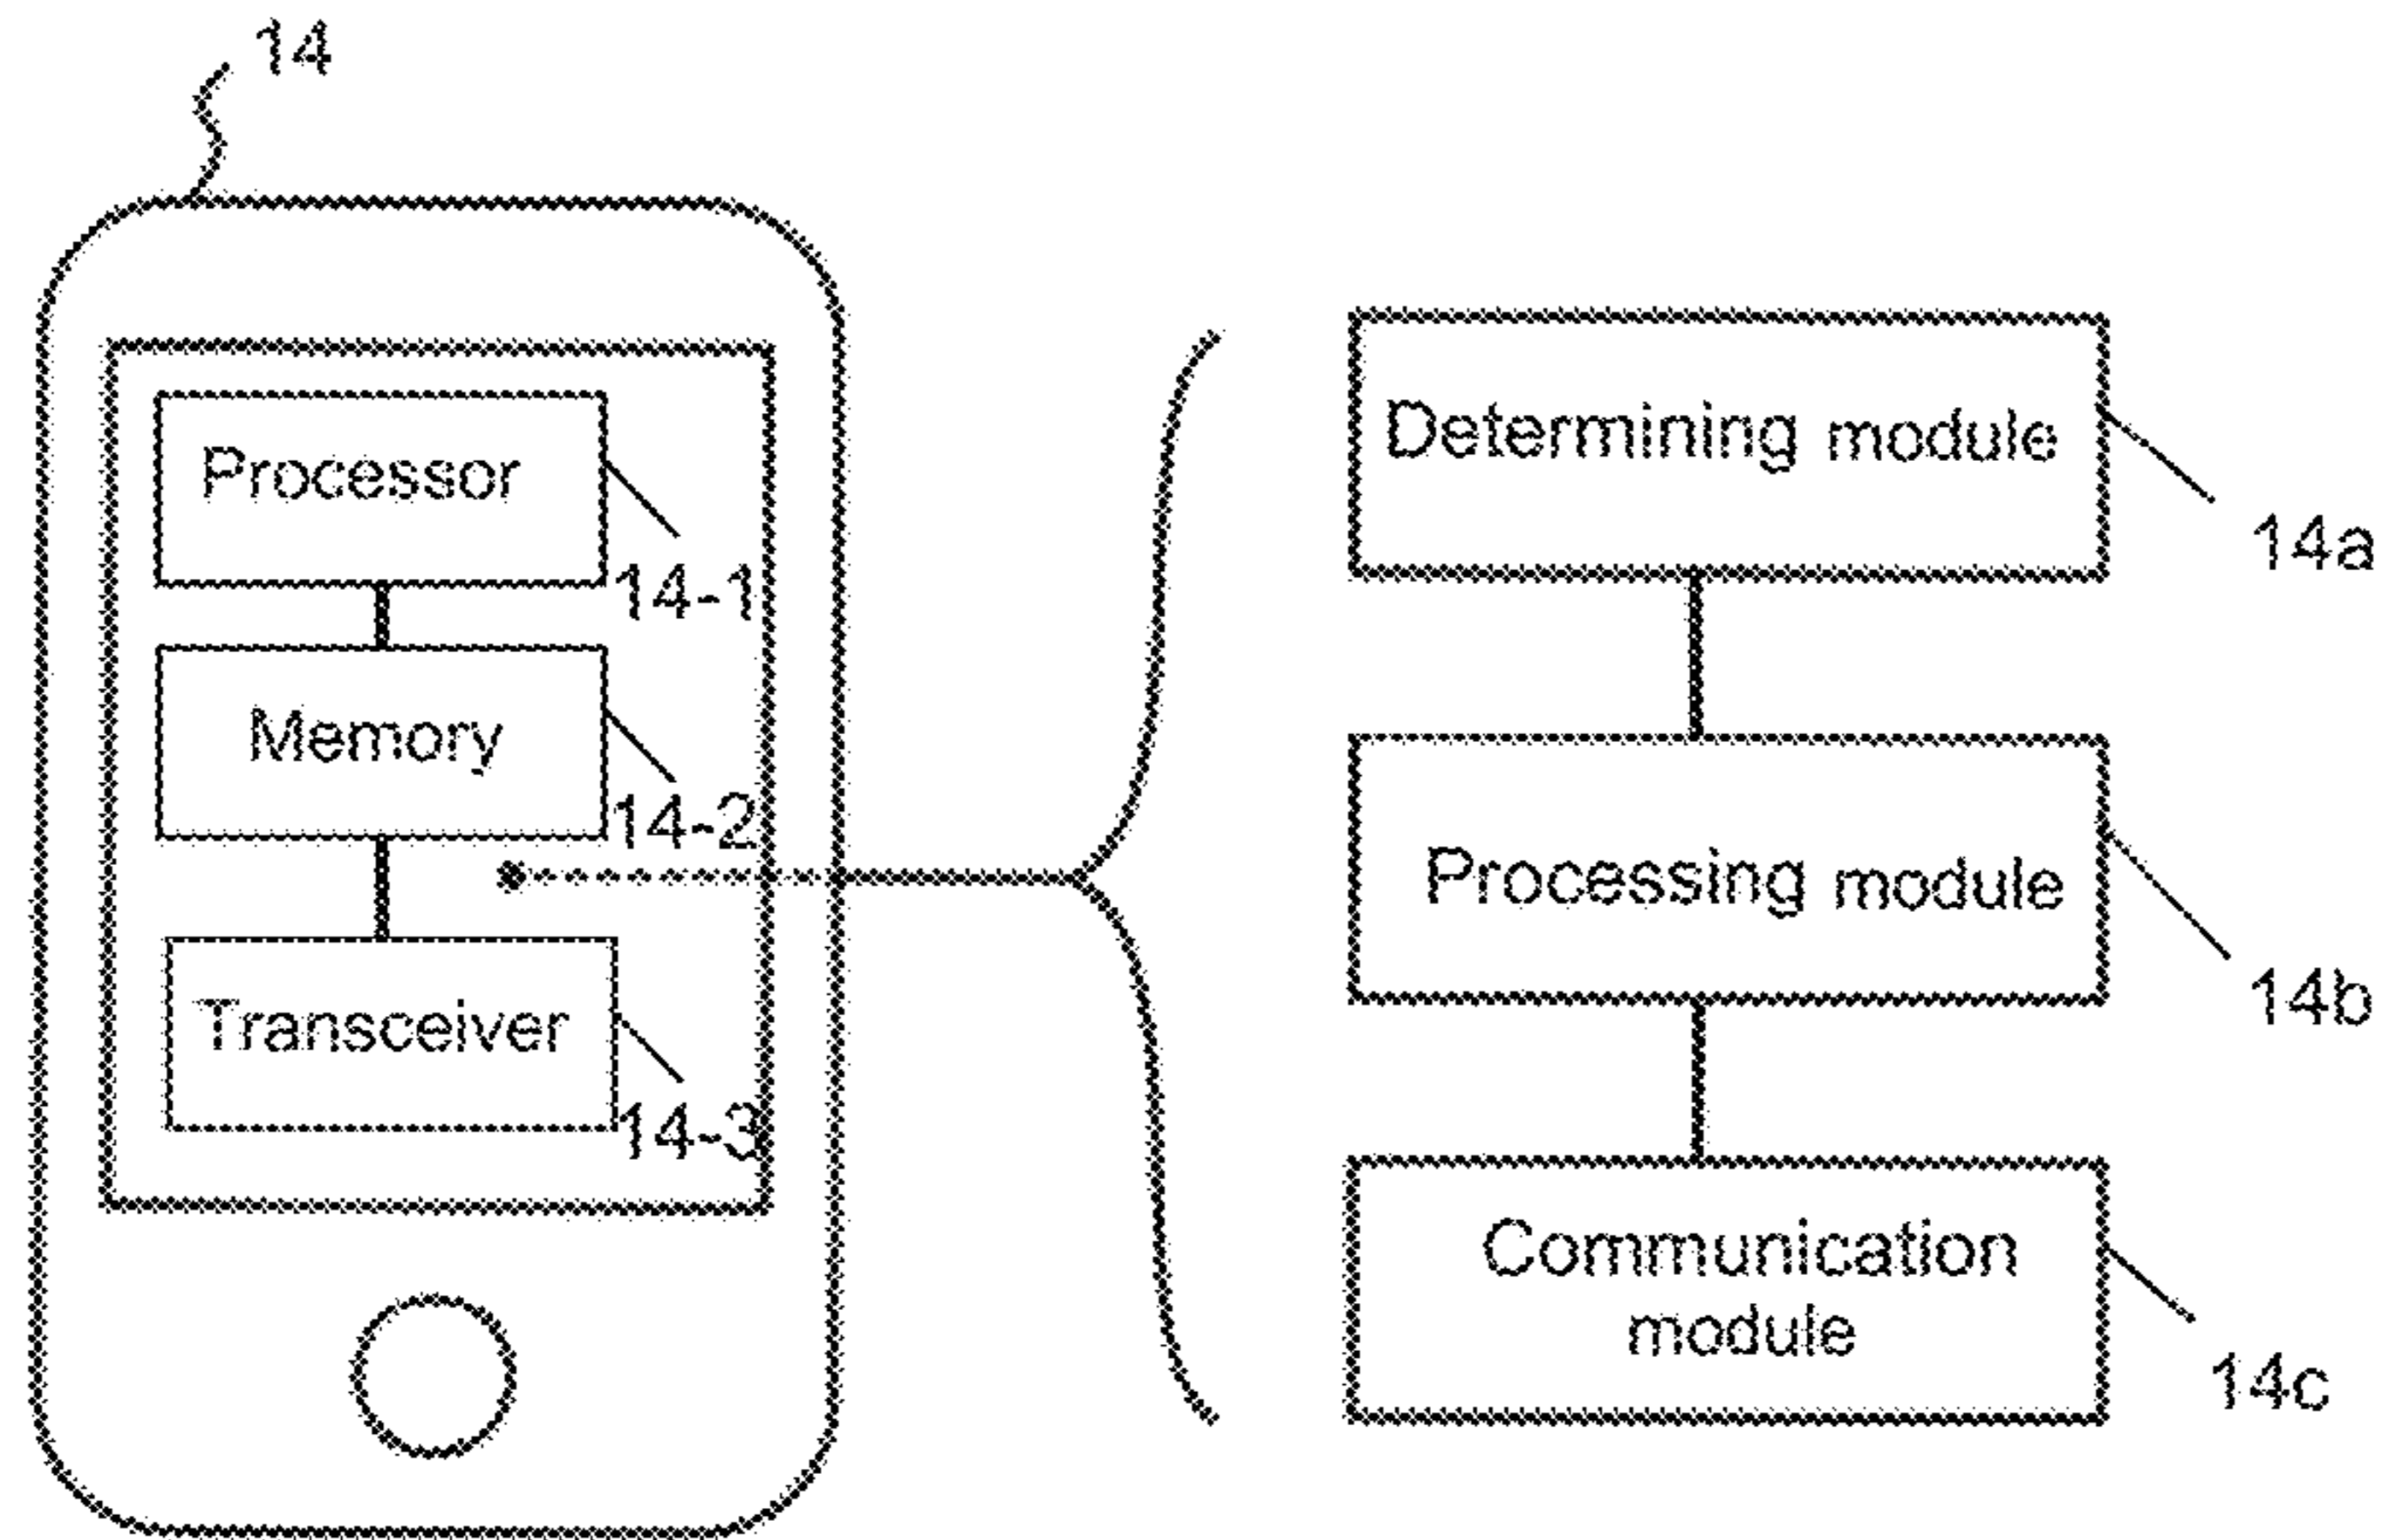 14
Processor
14-1
Memory
14-2
Transceiver
14-3
Determining module
14a
Processing module
14b
Communication
module
14c